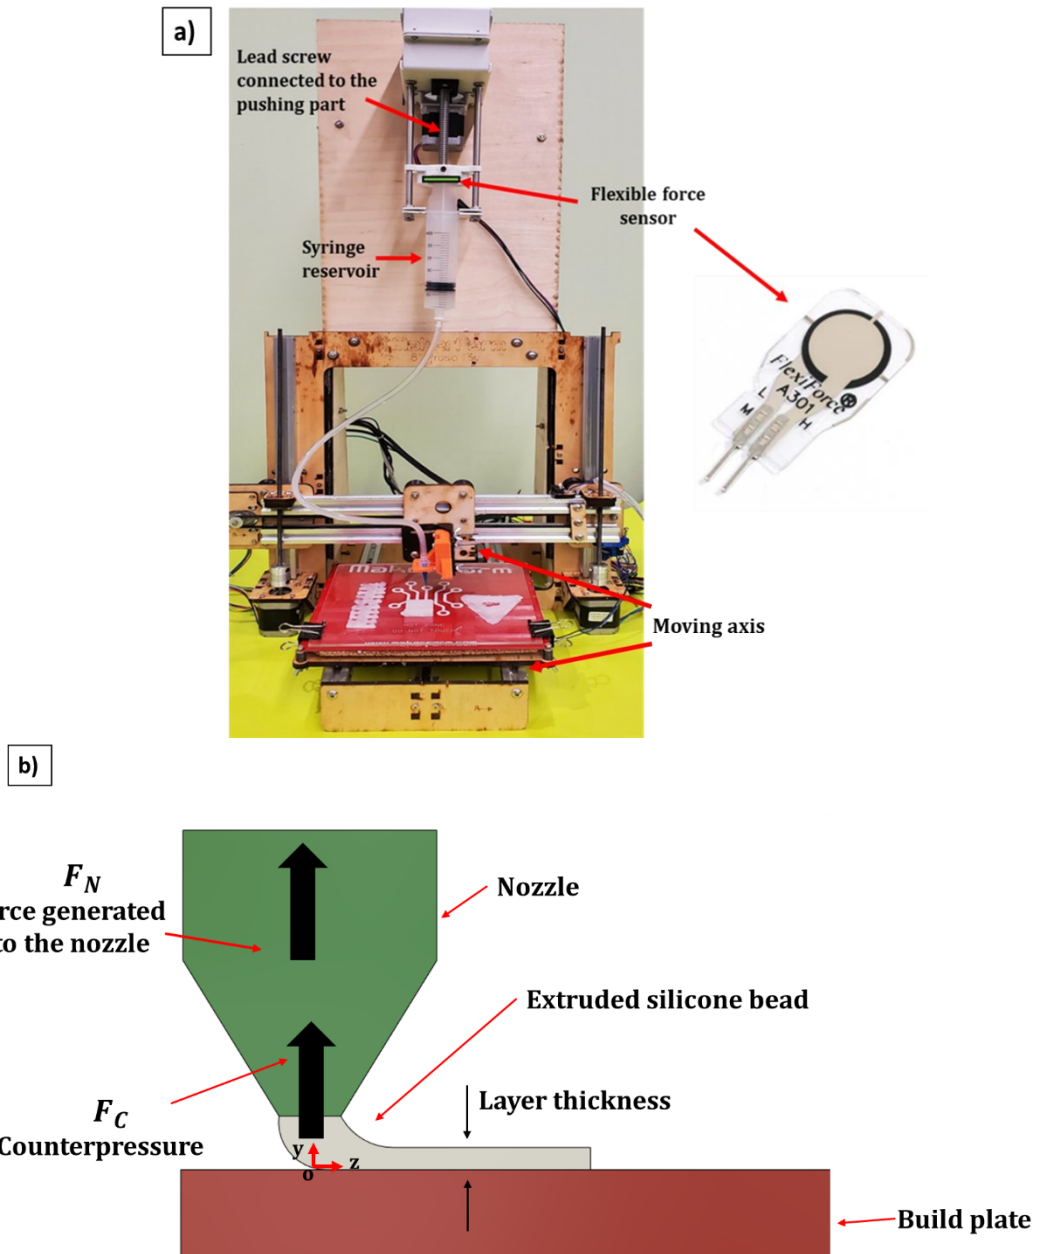 a)
Lead screw
connected to the
pushing part
Flexible force
sensor
Syringe
reservoir
FlexiForce®
A301
L
M
H
Moving axis
b)
F_N
rce generated
to the nozzle
Nozzle
Extruded silicone bead
Layer thickness
F_C
Counterpressure
y
z
o
Build plate